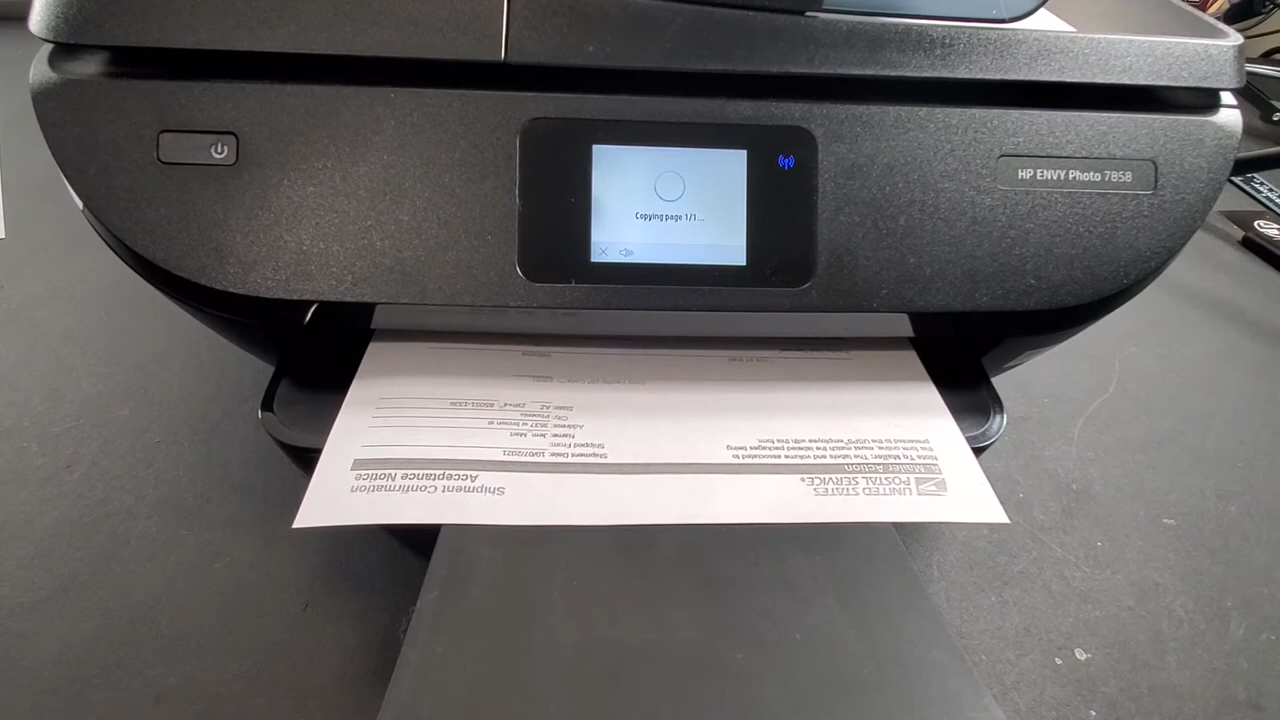 HP ENVY Photo 7858
Copying page 1/1...
UNITED STATES
POSTAL SERVICE®
Shipment Confirmation
Acceptance Notice
A. Mailer Action
Note To Mailer: The labels and volume associated to
this form online, must match the labeled packages being
presented to the USPS® employee with this form.
Shipment Date: 10/07/2021
Shipped From:
Name: Jem, Mart
Address: 3637 w brown st
City: Phoenix
State: AZ ZIP+4® 85051-1339